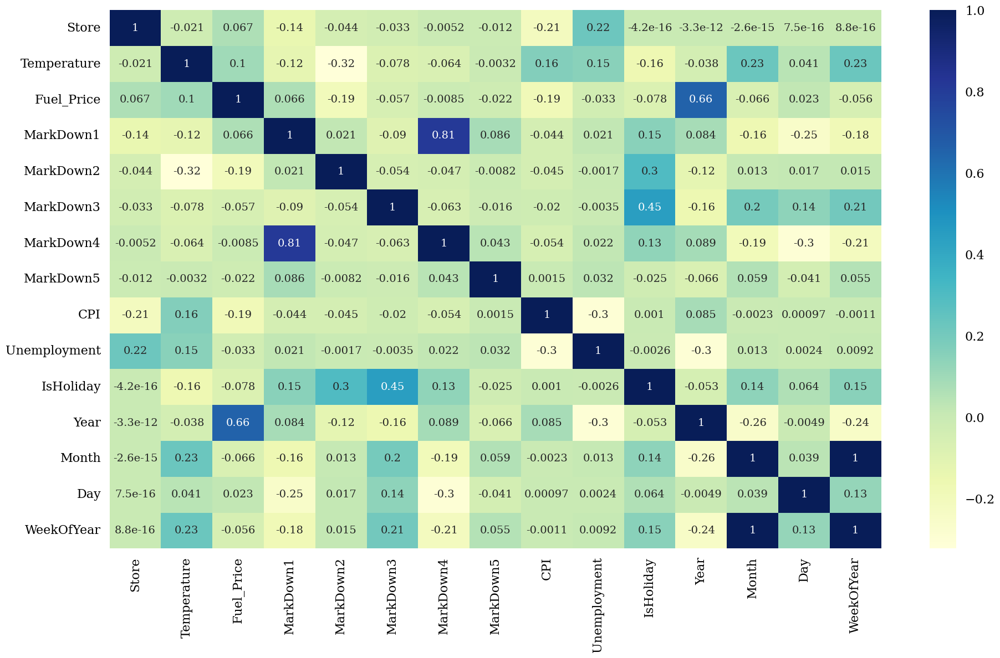 Store 1 -0.021 0.067 -0.14 -0.044 -0.033 -0.0052 -0.012 -0.21 0.22 -4.2e-16 -3.3e-12 -2.6e-15 7.5e-16 8.8e-16
Temperature -0.021 1 0.1 -0.12 -0.32 -0.078 -0.064 -0.0032 0.16 0.15 -0.16 -0.038 0.23 0.041 0.23
Fuel_Price 0.067 0.1 1 0.066 -0.19 -0.057 -0.0085 -0.022 -0.19 -0.033 -0.078 0.66 -0.066 0.023 -0.056
MarkDown1 -0.14 -0.12 0.066 1 0.021 -0.09 0.81 0.086 -0.044 0.021 0.15 0.084 -0.16 -0.25 -0.18
MarkDown2 -0.044 -0.32 -0.19 0.021 1 -0.054 -0.047 -0.0082 -0.045 -0.0017 0.3 -0.12 0.013 0.017 0.015
MarkDown3 -0.033 -0.078 -0.057 -0.09 -0.054 1 -0.063 -0.016 -0.02 -0.0035 0.45 -0.16 0.2 0.14 0.21
MarkDown4 -0.0052 -0.064 -0.0085 0.81 -0.047 -0.063 1 0.043 -0.054 0.022 0.13 0.089 -0.19 -0.3 -0.21
MarkDown5 -0.012 -0.0032 -0.022 0.086 -0.0082 -0.016 0.043 1 0.0015 0.032 -0.025 -0.066 0.059 -0.041 0.055
CPI -0.21 0.16 -0.19 -0.044 -0.045 -0.02 -0.054 0.0015 1 -0.3 0.001 0.085 -0.0023 0.00097 -0.0011
Unemployment 0.22 0.15 -0.033 0.021 -0.0017 -0.0035 0.022 0.032 -0.3 1 -0.0026 -0.3 0.013 0.0024 0.0092
IsHoliday -4.2e-16 -0.16 -0.078 0.15 0.3 0.45 0.13 -0.025 0.001 -0.0026 1 -0.053 0.14 0.064 0.15
Year -3.3e-12 -0.038 0.66 0.084 -0.12 -0.16 0.089 -0.066 0.085 -0.3 -0.053 1 -0.26 -0.0049 -0.24
Month -2.6e-15 0.23 -0.066 -0.16 0.013 0.2 -0.19 0.059 -0.0023 0.013 0.14 -0.26 1 0.039 1
Day 7.5e-16 0.041 0.023 -0.25 0.017 0.14 -0.3 -0.041 0.00097 0.0024 0.064 -0.0049 0.039 1 0.13
WeekOfYear 8.8e-16 0.23 -0.056 -0.18 0.015 0.21 -0.21 0.055 -0.0011 0.0092 0.15 -0.24 1 0.13 1
Store
Temperature
Fuel_Price
MarkDown1
MarkDown2
MarkDown3
MarkDown4
MarkDown5
CPI
Unemployment
IsHoliday
Year
Month
Day
WeekOfYear
1.0
0.8
0.6
0.4
0.2
0.0
−0.2